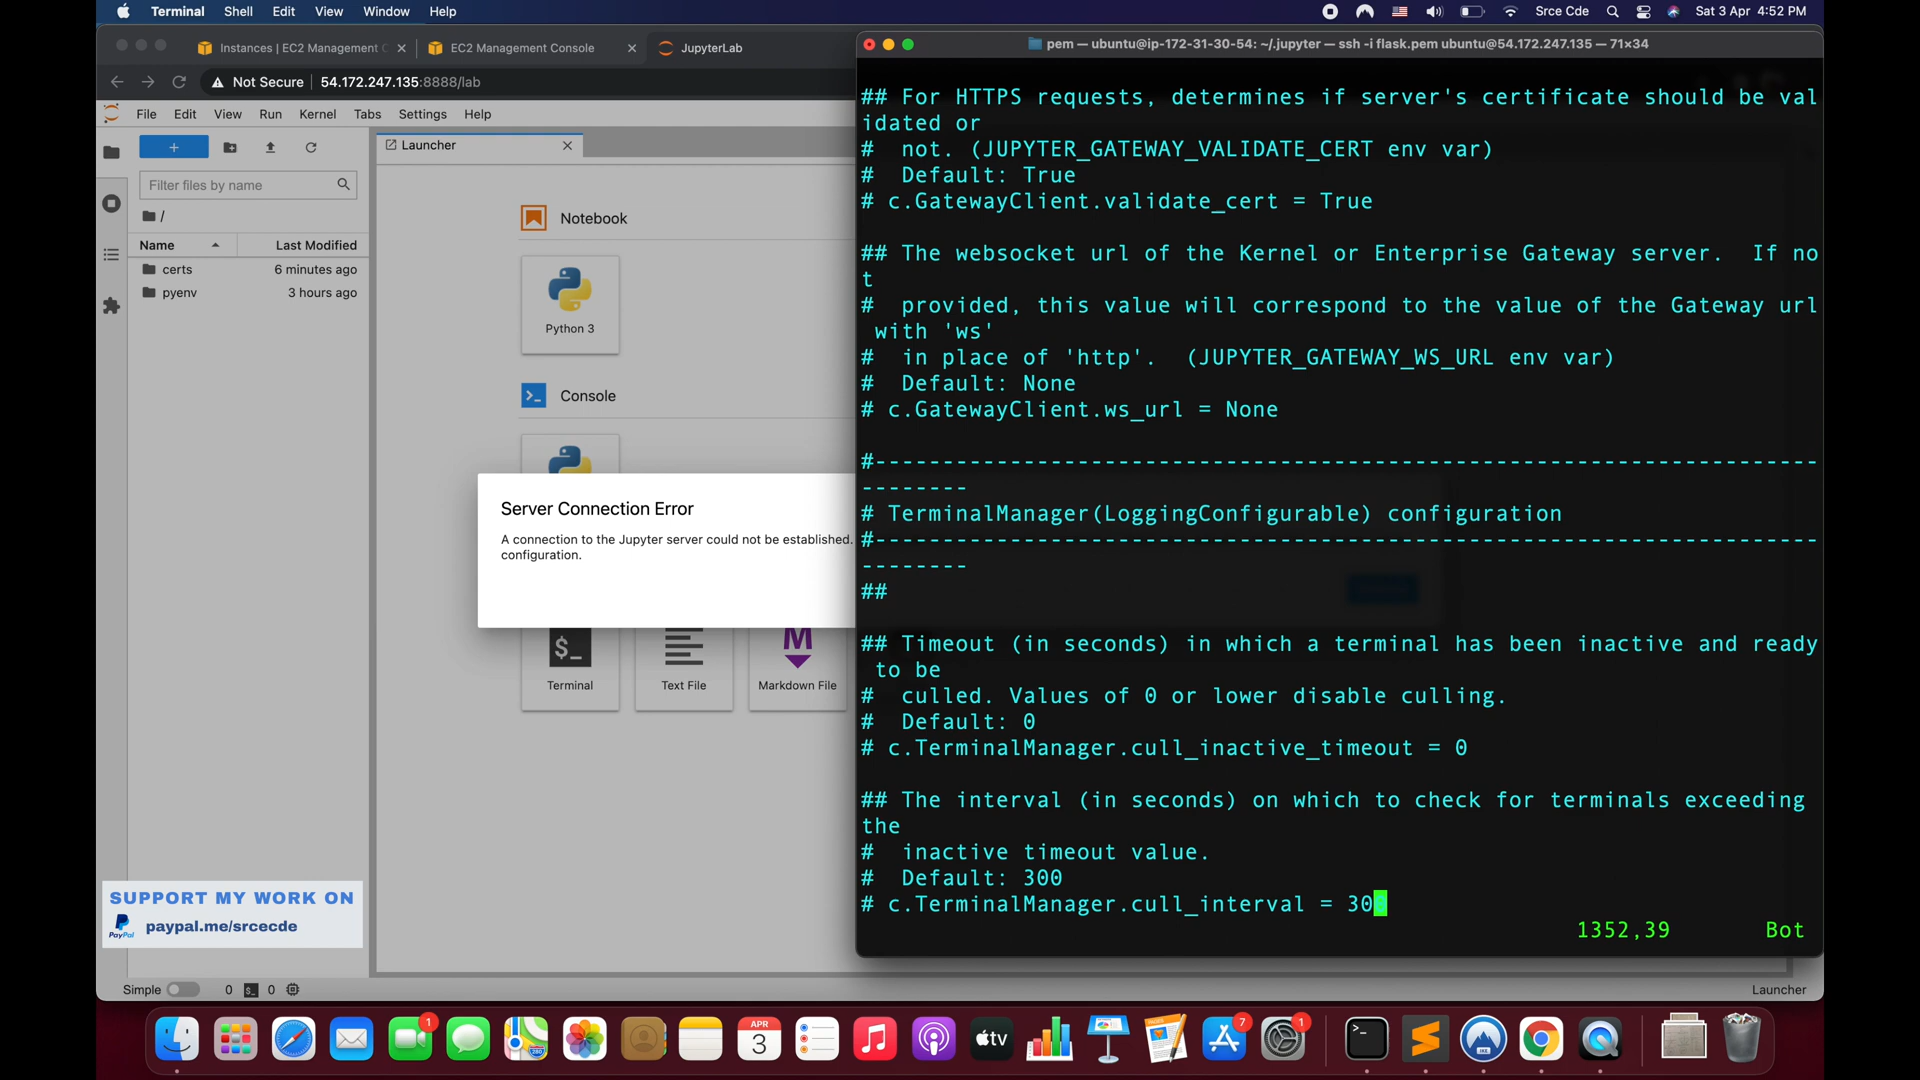 Terminal Shell Edit View Window Help
Srce Cde Sat 3 Apr 4:52 PM
Instances | EC2 Management C
EC2 Management Console
JupyterLab
Not Secure 54.172.247.135:8888/lab
File Edit View Run Kernel Tabs Settings Help
+
Launcher
Filter files by name
/
Name Last Modified
certs 6 minutes ago
pyenv 3 hours ago
Notebook
Python 3
Console
Server Connection Error
A connection to the Jupyter server could not be established.
configuration.
$_
M
Terminal Text File Markdown File
SUPPORT MY WORK ON
PayPal
paypal.me/srcecde
Simple 0 0
Launcher
pem — ubuntu@ip-172-31-30-54: ~/.jupyter — ssh -i flask.pem ubuntu@54.172.247.135 — 71×34
## For HTTPS requests, determines if server's certificate should be val
idated or
#  not. (JUPYTER_GATEWAY_VALIDATE_CERT env var)
#  Default: True
# c.GatewayClient.validate_cert = True
## The websocket url of the Kernel or Enterprise Gateway server.  If no
t
#  provided, this value will correspond to the value of the Gateway url
with 'ws'
#  in place of 'http'.  (JUPYTER_GATEWAY_WS_URL env var)
#  Default: None
# c.GatewayClient.ws_url = None
#----------------------------------------------------------------------
--------
# TerminalManager(LoggingConfigurable) configuration
#----------------------------------------------------------------------
--------
##
## Timeout (in seconds) in which a terminal has been inactive and ready
to be
#  culled. Values of 0 or lower disable culling.
#  Default: 0
# c.TerminalManager.cull_inactive_timeout = 0
## The interval (in seconds) on which to check for terminals exceeding
the
#  inactive timeout value.
#  Default: 300
# c.TerminalManager.cull_interval = 300
1352,39 Bot
1
APR
3
tv
7
1